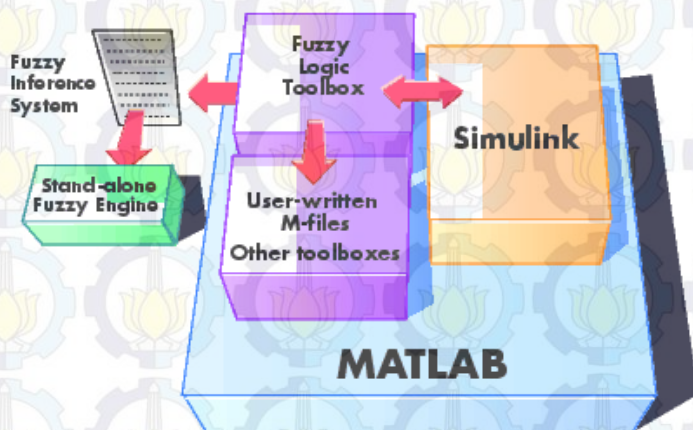 Fuzzy
Inference
System
Fuzzy
Logic
Toolbox
Simulink
Stand-alone
Fuzzy Engine
User-written
M-files
Other toolboxes
MATLAB